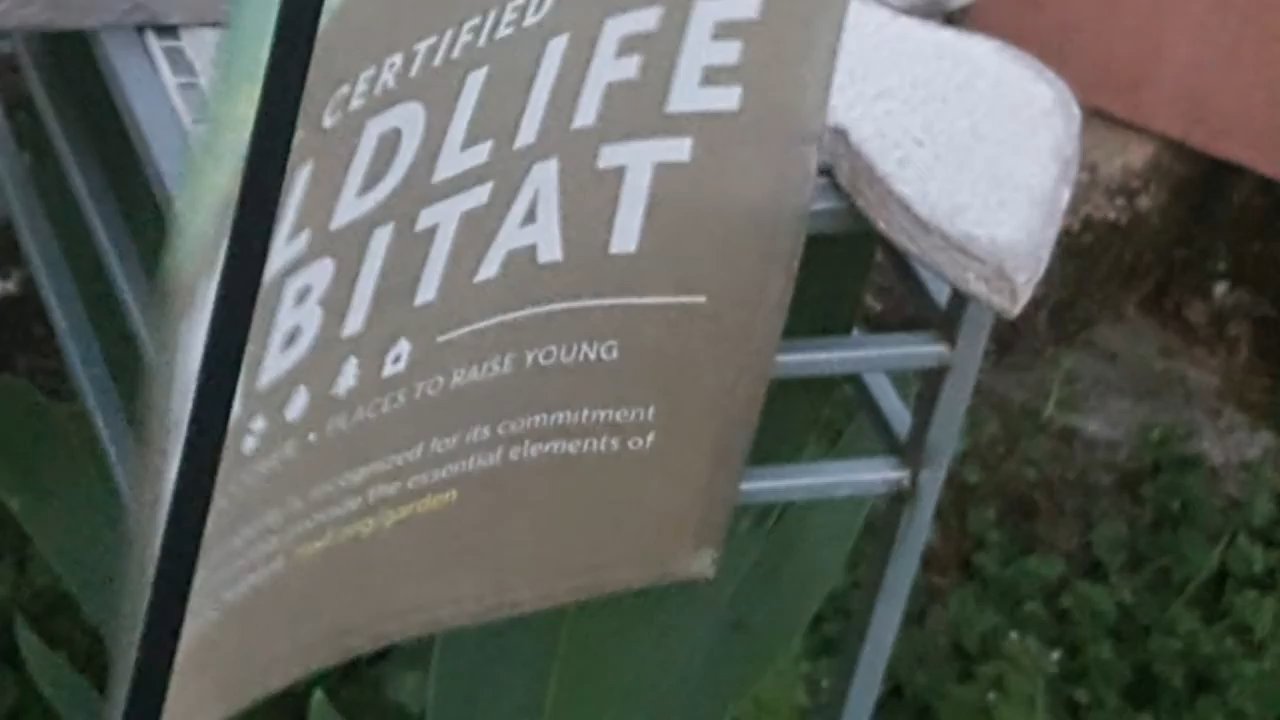 CERTIFIED
LDLIFE
BITAT
• PLACES TO RAISE YOUNG
recognized for its commitment
the essential elements of
garden